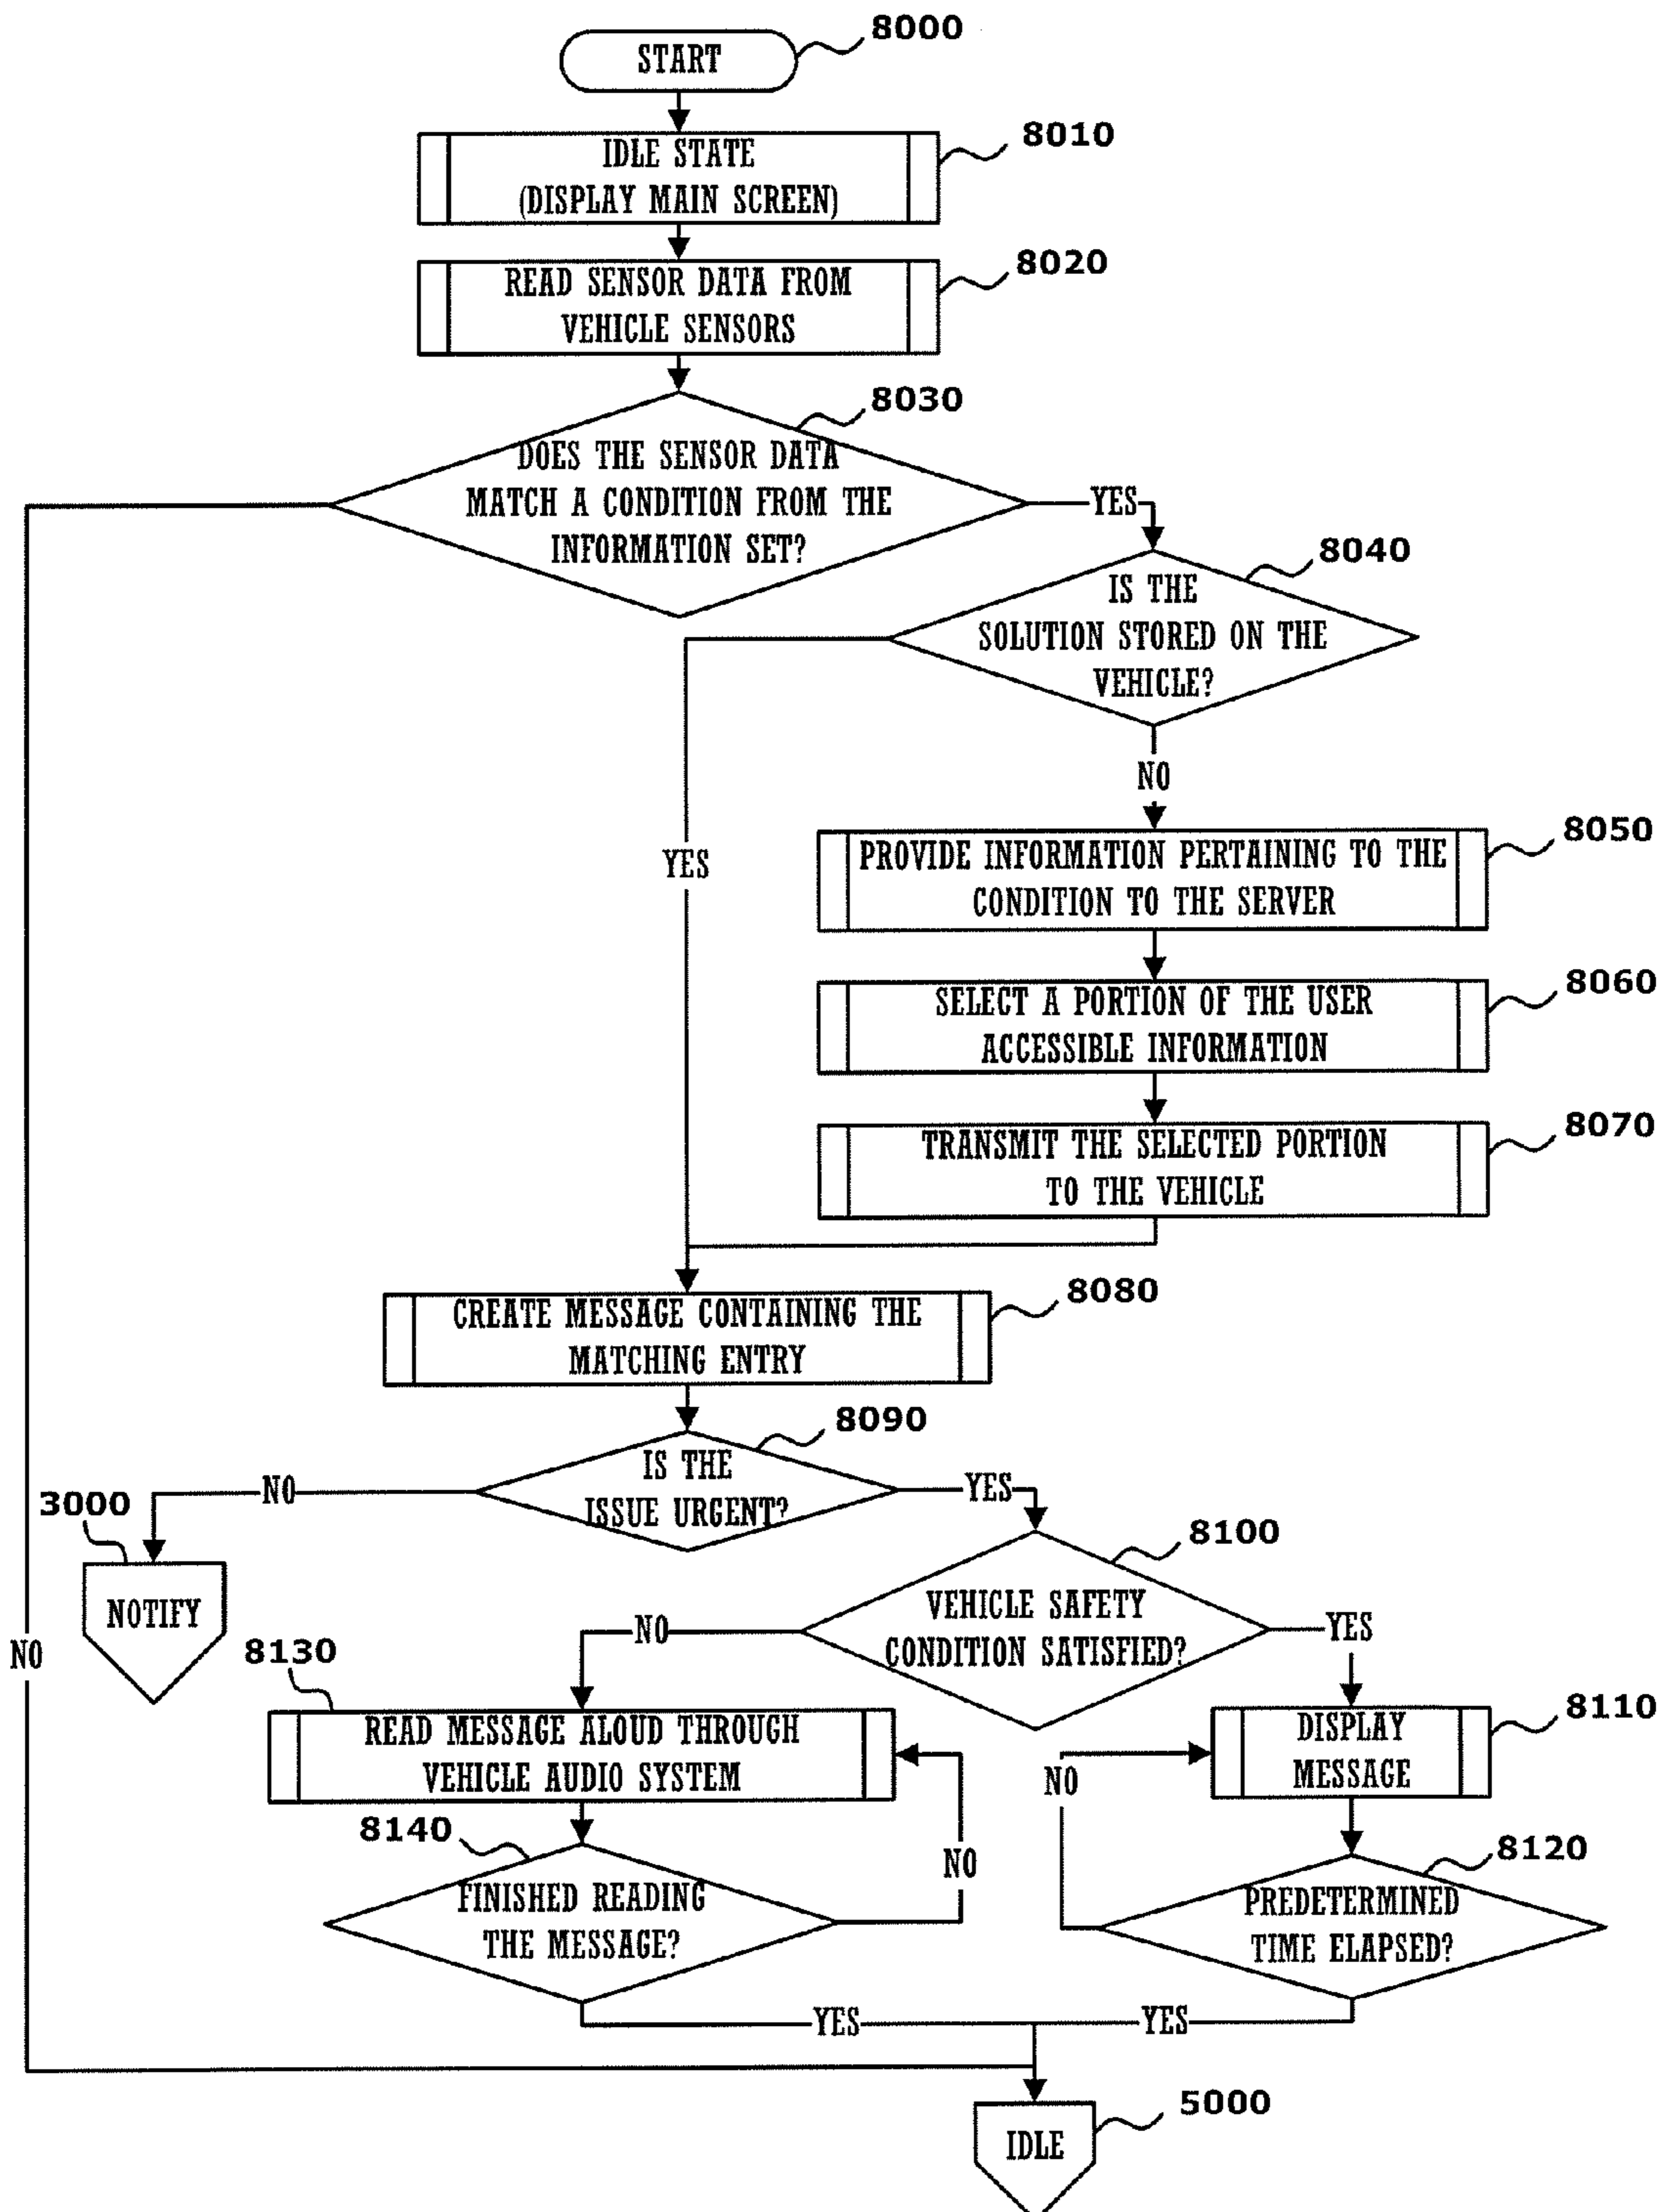 8000
START
8010
IDLE STATE
(DISPLAY MAIN SCREEN)
8020
READ SENSOR DATA FROM
VEHICLE SENSORS
8030
DOES THE SENSOR DATA
MATCH A CONDITION FROM THE
INFORMATION SET?
YES
8040
IS THE
SOLUTION STORED ON THE
VEHICLE?
NO
YES
8050
PROVIDE INFORMATION PERTAINING TO THE
CONDITION TO THE SERVER
8060
SELECT A PORTION OF THE USER
ACCESSIBLE INFORMATION
8070
TRANSMIT THE SELECTED PORTION
TO THE VEHICLE
8080
CREATE MESSAGE CONTAINING THE
MATCHING ENTRY
8090
IS THE
ISSUE URGENT?
NO
YES
3000
NOTIFY
8100
VEHICLE SAFETY
CONDITION SATISFIED?
NO
YES
NO
8130
READ MESSAGE ALOUD THROUGH
VEHICLE AUDIO SYSTEM
8110
DISPLAY
MESSAGE
NO
8140
FINISHED READING
THE MESSAGE?
NO
8120
PREDETERMINED
TIME ELAPSED?
YES
YES
5000
IDLE